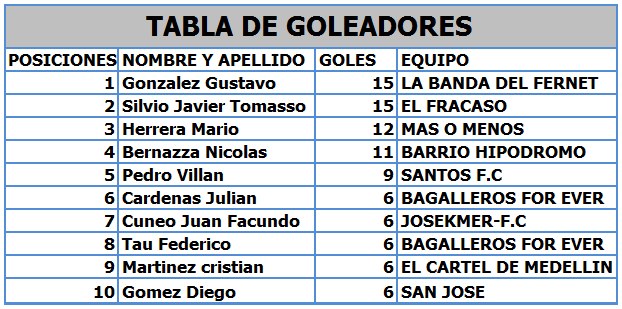 TABLA DE GOLEADORES
POSICIONES NOMBRE Y APELLIDO GOLES EQUIPO
1 Gonzalez Gustavo 15 LA BANDA DEL FERNET
2 Silvio Javier Tomasso 15 EL FRACASO
3 Herrera Mario 12 MAS O MENOS
4 Bernazza Nicolas 11 BARRIO HIPODROMO
5 Pedro Villan 9 SANTOS F.C
6 Cardenas Julian 6 BAGALLEROS FOR EVER
7 Cuneo Juan Facundo 6 JOSEKMER-F.C
8 Tau Federico 6 BAGALLEROS FOR EVER
9 Martinez cristian 6 EL CARTEL DE MEDELLIN
10 Gomez Diego 6 SAN JOSE